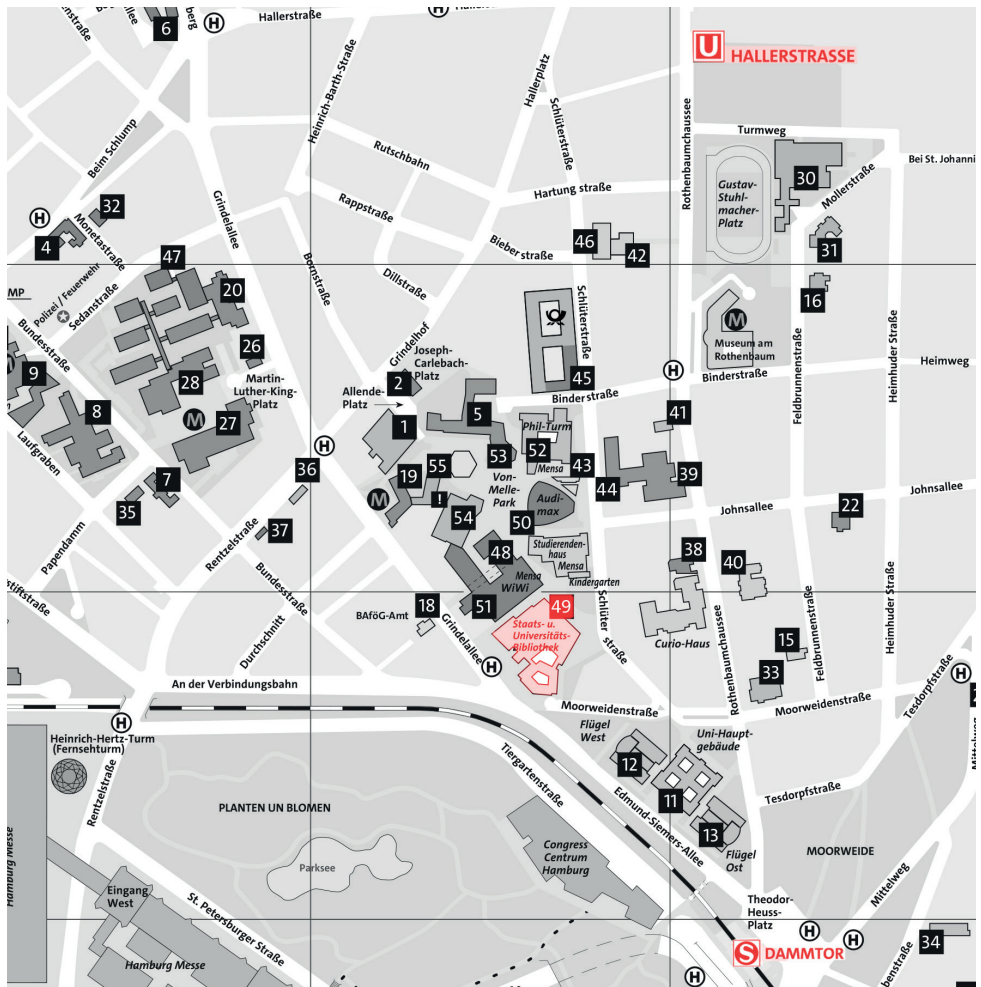 6
H
Hallerstraße
H
U
HALLERSTRASSE
Heinrich-Barth-Straße
Hallerplatz
Schlüterstraße
Rothenbaumchaussee
Turmweg
Beim Schlump
Rutschbahn
Bei St. Johanni
30
Gustav-
Stuhl-
macher-
Platz
Mollerstraße
Hartung straße
Rappstraße
H
32
4
Monetastraße
Grindelallee
46
42
31
Bieber straße
47
Bornstraße
Dillstraße
MP
Polizei / Feuerwehr
Sedanstraße
20
16
Schlüterstraße
M
Museum am
Rothenbaum
Feldbrunnenstraße
Heimhuder Straße
Heimweg
Bundesstraße
26
Grindelhof
Joseph-
Carlebach-
Platz
H
Binderstraße
9
28
Martin-
Luther-King-
Platz
2
45
Allende-
Platz
Binder straße
8
M
27
1
5
41
Phil-Turm
52
Laufgraben
H
53
Mensa
43
36
55
Von-
Melle-
Park
39
7
19
44
M
!
Audi-
max
35
54
50
22
Johnsallee
Johnsallee
37
Papendamm
Rentzelstraße
48
Studierenden-
haus
Mensa
38
40
Bundesstraße
Mensa
WiWi
Kindergarten
18
BAföG-Amt
51
49
Staats- u.
Universitäts-
Bibliothek
Schlüter
straße
Curio-Haus
Rothenbaumchaussee
15
33
Feldbrunnenstraße
Heimhuder Straße
Durchschnitt
Grindelallee
H
H
Tesdorpfstraße
An der Verbindungsbahn
Moorweidenstraße
Moorweidenstraße
Mittelweg
H
Heinrich-Hertz-Turm
(Fernsehturm)
Flügel
West
Uni-Haupt-
gebäude
12
Rentzelstraße
Tiergartenstraße
11
Tesdorpfstraße
PLANTEN UN BLOMEN
Edmund-Siemers-Allee
13
Congress
Centrum
Hamburg
Flügel
Ost
MOORWEIDE
Parksee
Hamburg Messe
Eingang
West
St. Petersburger Straße
Theodor-
Heuss-
Platz
Mittelweg
H
H
34
Hamburg Messe
S
DAMMTOR
H
H